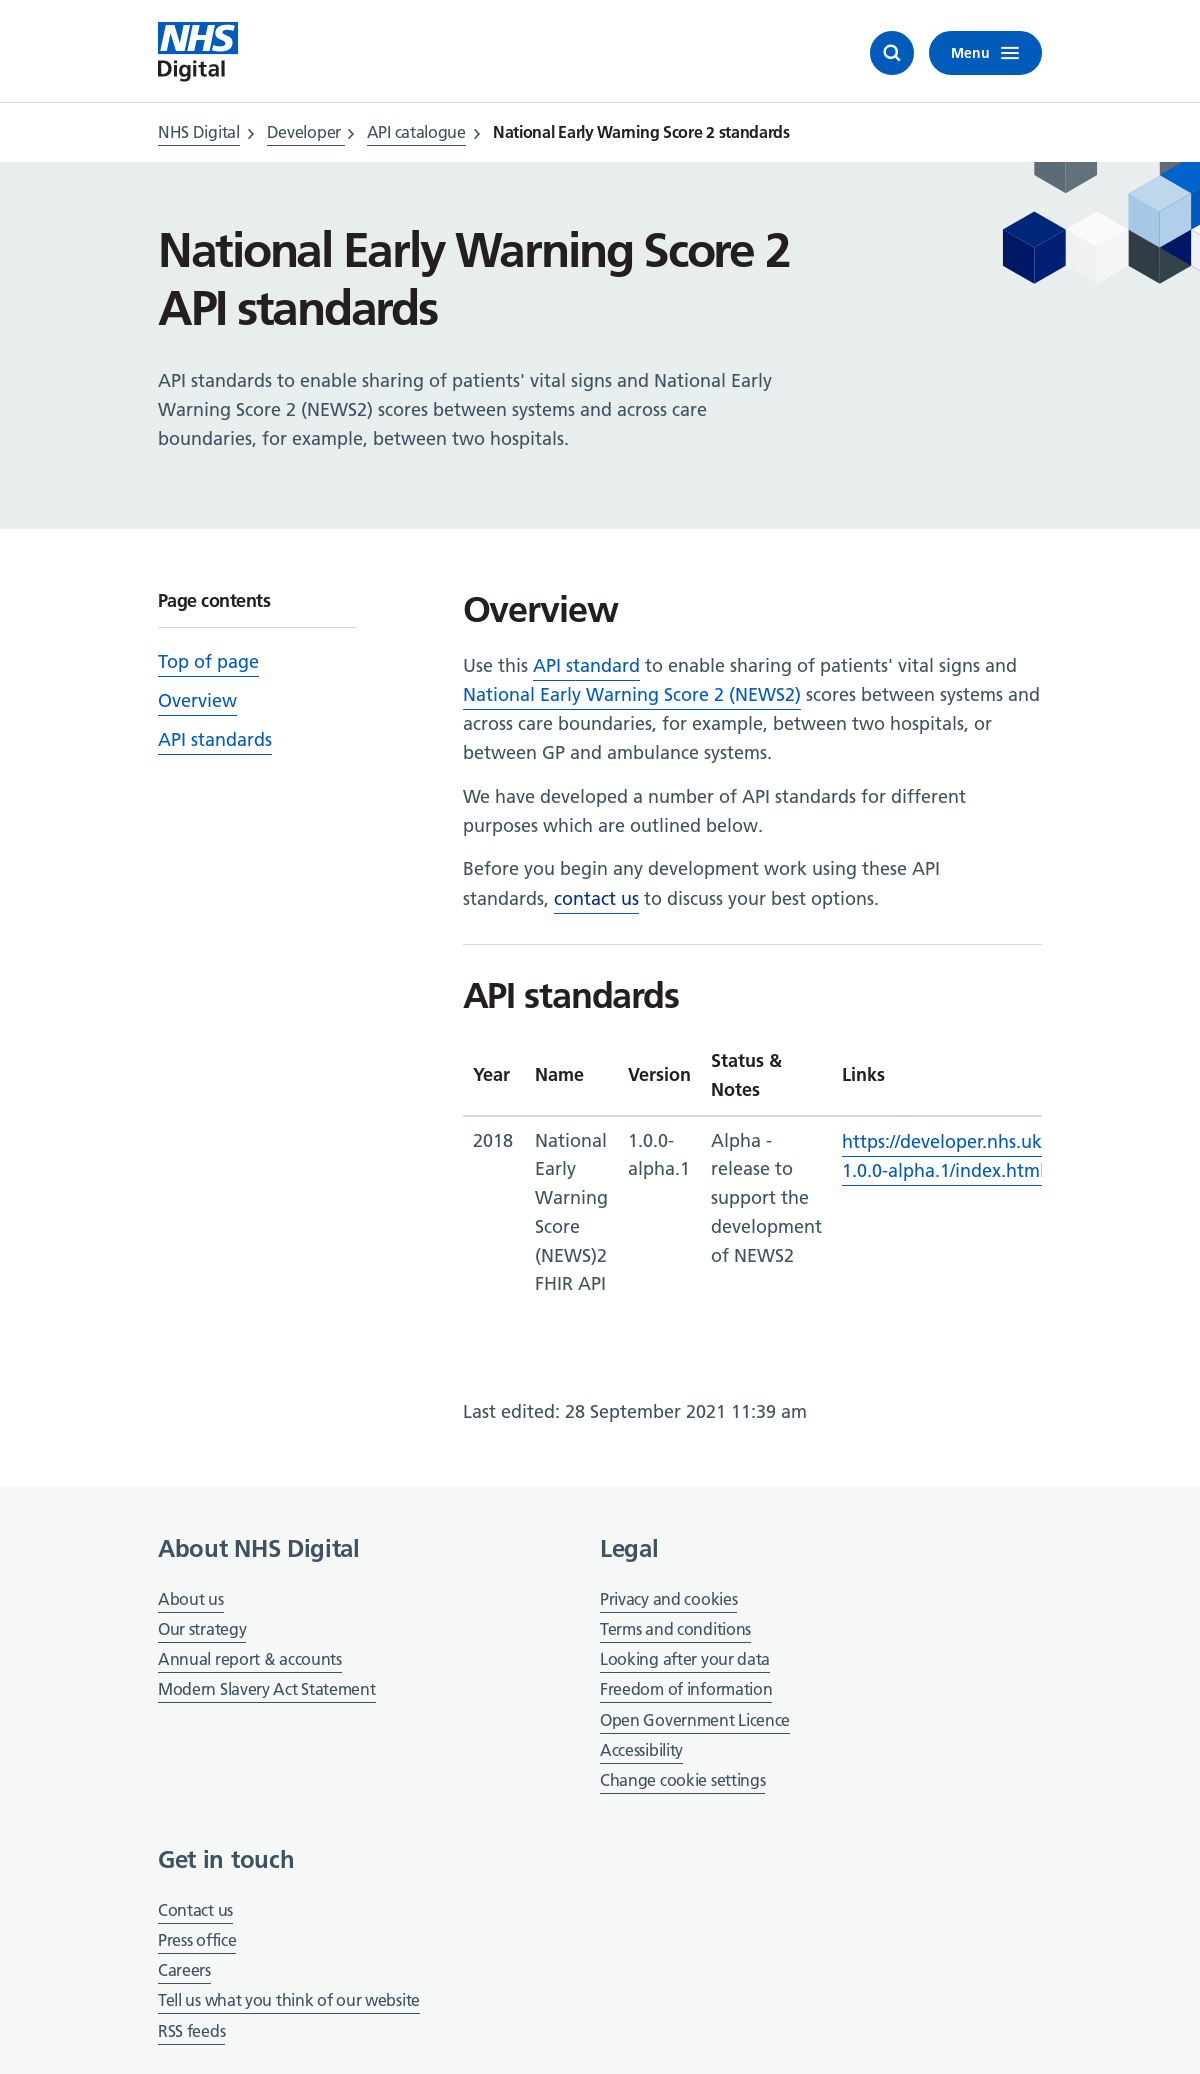 NHS
Digital
Menu
NHS Digital
Developer
API catalogue
National Early Warning Score 2 standards
National Early Warning Score 2
API standards
API standards to enable sharing of patients' vital signs and National Early
Warning Score 2 (NEWS2) scores between systems and across care
boundaries, for example, between two hospitals.
Page contents
Top of page
Overview
API standards
Overview
Use this API standard to enable sharing of patients' vital signs and
National Early Warning Score 2 (NEWS2) scores between systems and
across care boundaries, for example, between two hospitals, or
between GP and ambulance systems.
We have developed a number of API standards for different
purposes which are outlined below.
Before you begin any development work using these API
standards, contact us to discuss your best options.
API standards
Year Name Version Status & Notes Links
2018
National
Early
Warning
Score
(NEWS)2
FHIR API
1.0.0-
alpha.1
Alpha -
release to
support the
development
of NEWS2
https://developer.nhs.uk
1.0.0-alpha.1/index.html
Last edited: 28 September 2021 11:39 am
About NHS Digital
About us
Our strategy
Annual report & accounts
Modern Slavery Act Statement
Legal
Privacy and cookies
Terms and conditions
Looking after your data
Freedom of information
Open Government Licence
Accessibility
Change cookie settings
Get in touch
Contact us
Press office
Careers
Tell us what you think of our website
RSS feeds